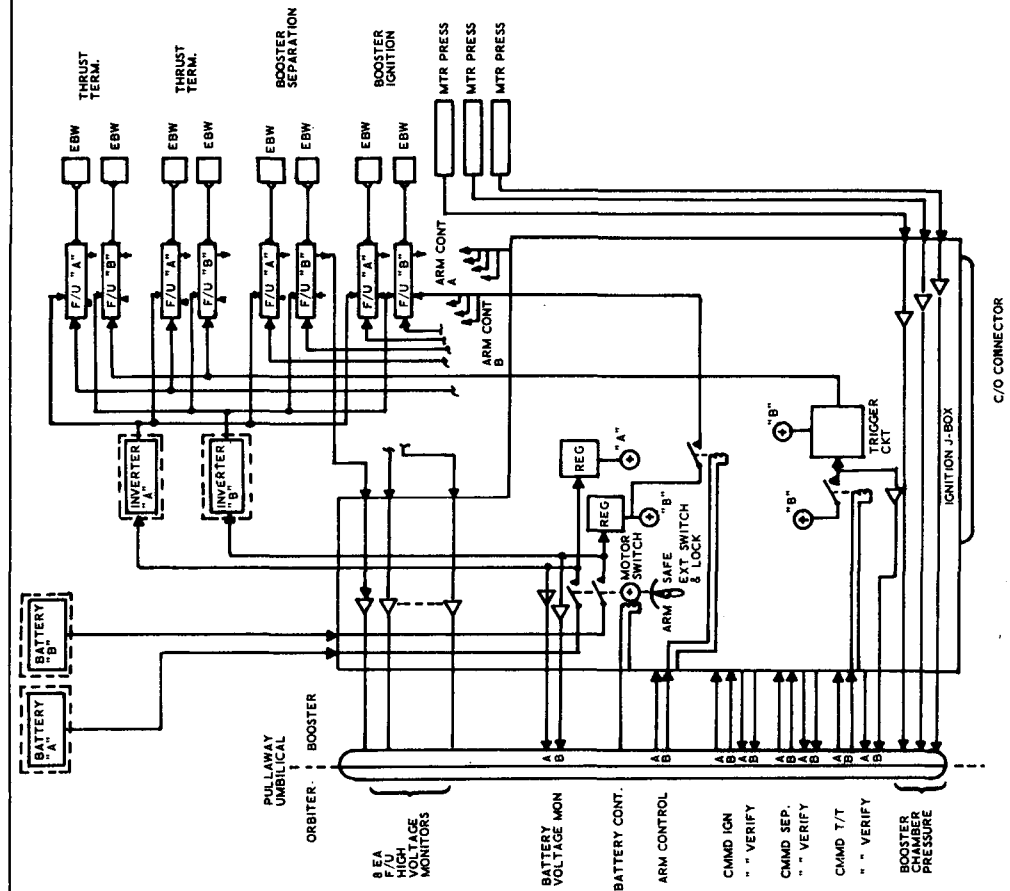 THRUST
TERM.
THRUST
TERM.
BOOSTER
SEPARATION
BOOSTER
IGNITION
EBW
EBW
EBW
EBW
EBW
EBW
EBW
EBW
MTR PRESS
MTR PRESS
MTR PRESS
F/U "A"
F/U "B"
F/U "A"
F/U "B"
F/U "A"
F/U "B"
F/U "A"
F/U "B"
ARM CONT
A
ARM CONT
B
INVERTER
"A"
INVERTER
"B"
BATTERY
"A"
BATTERY
"B"
REG
"A"
REG
"B"
MOTOR
SWITCH
ARM
SAFE
EXT SWITCH
& LOCK
"B"
"B"
TRIGGER
CKT
IGNITION J-BOX
C/O CONNECTOR
PULLAWAY
UMBILICAL
ORBITER
BOOSTER
8 EA
F/U
HIGH
VOLTAGE
MONITORS
BATTERY
VOLTAGE MON
A
B
BATTERY CONT.
ARM CONTROL
A
B
CMMD IGN
A
B
" " VERIFY
A
B
CMMD SEP.
A
B
" " VERIFY
A
B
CMMD T/T
A
B
" " VERIFY
A
B
BOOSTER
CHAMBER
PRESSURE